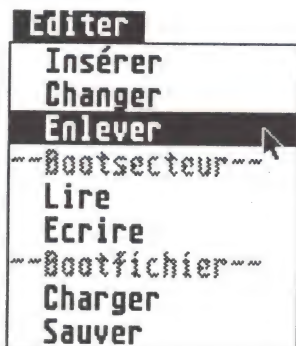 Editer
Insérer
Changer
Enlever
~~Bootsecteur~~
Lire
Ecrire
~~Bootfichier~~
Charger
Sauver